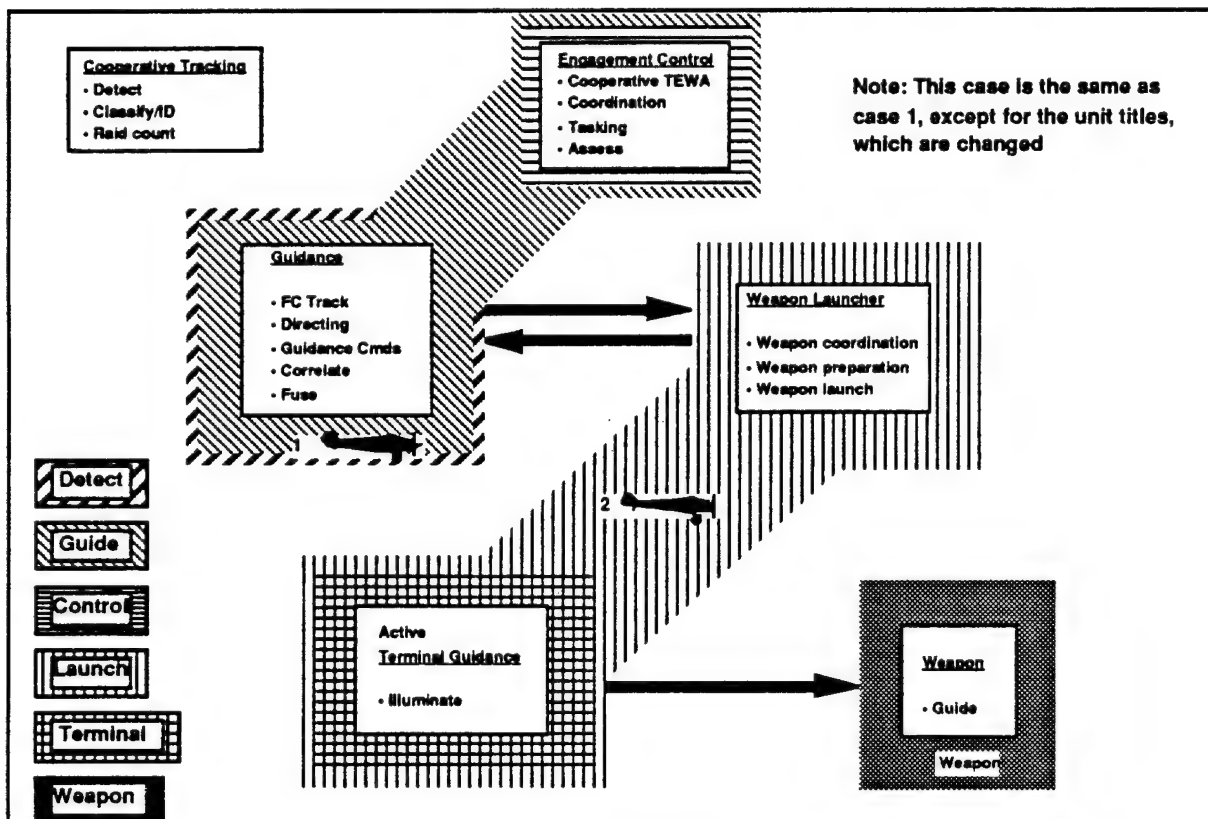 Cooperative Tracking
• Detect
• Classify/ID
• Raid count
Engagement Control
• Cooperative TEWA
• Coordination
• Tasking
• Assess
Note: This case is the same as
case 1, except for the unit titles,
which are changed
Guidance
• FC Track
• Directing
• Guidance Cmds
• Correlate
• Fuse
1
Weapon Launcher
• Weapon coordination
• Weapon preparation
• Weapon launch
2
Detect
Guide
Control
Launch
Terminal
Weapon
Active
Terminal Guidance
• Illuminate
Weapon
• Guide
Weapon